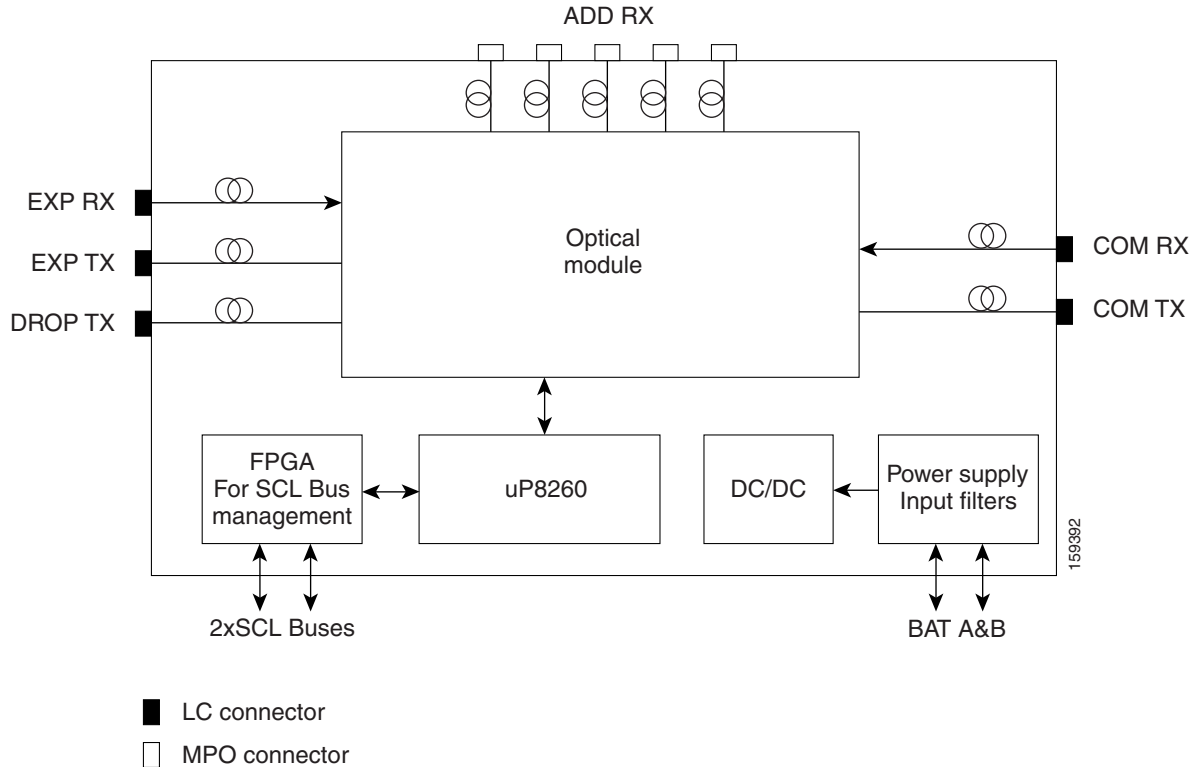 ADD RX
EXP RX
EXP TX
DROP TX
Optical
module
COM RX
COM TX
FPGA
For SCL Bus
management
uP8260
DC/DC
Power supply
Input filters
159392
2xSCL Buses
BAT A&B
LC connector
MPO connector